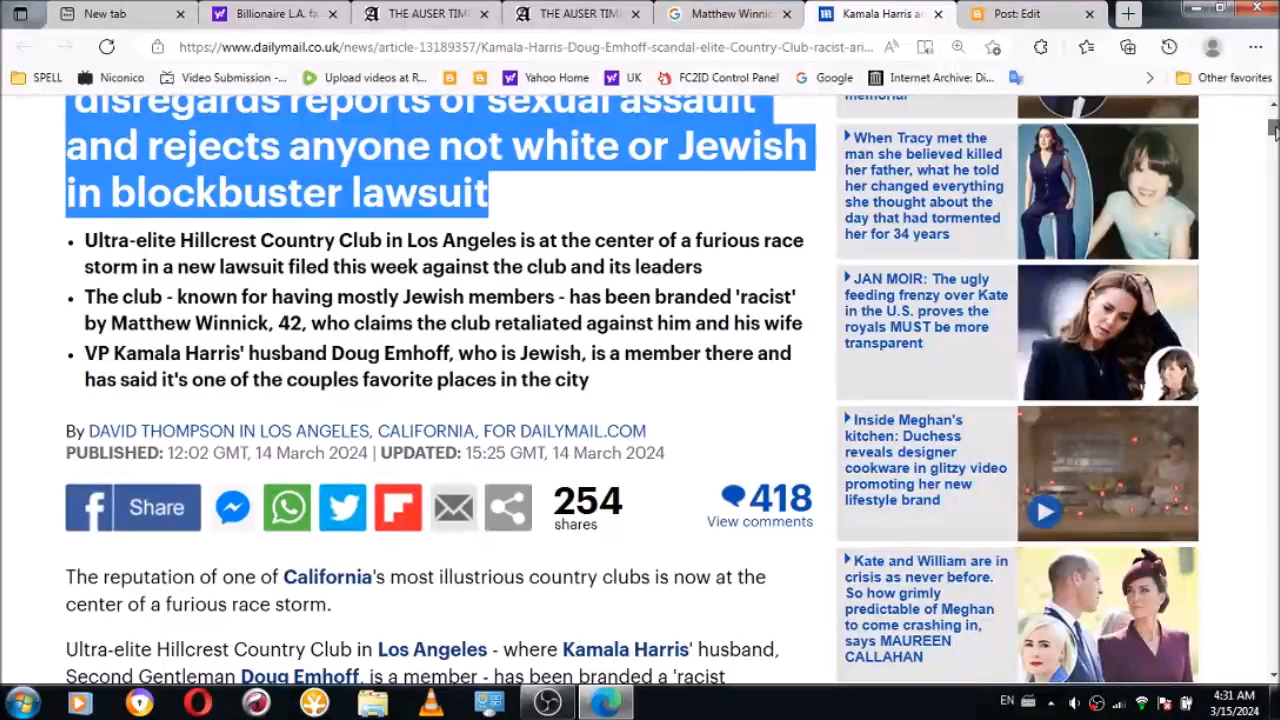 New tab
Billionaire L.A. fa
THE AUSER TIM
THE AUSER TIM
Matthew Winnic
Kamala Harris an
Post: Edit
https://www.dailymail.co.uk/news/article-13189357/Kamala-Harris-Doug-Emhoff-scandal-elite-Country-Club-racist-ari...
SPELL
Niconico
Video Submission -...
Upload videos at R...
Yahoo Home
UK
FC2ID Control Panel
Google
Internet Archive: Di...
Other favorites
disregards reports of sexual assault
and rejects anyone not white or Jewish
in blockbuster lawsuit
• Ultra-elite Hillcrest Country Club in Los Angeles is at the center of a furious race
storm in a new lawsuit filed this week against the club and its leaders
• The club - known for having mostly Jewish members - has been branded 'racist'
by Matthew Winnick, 42, who claims the club retaliated against him and his wife
• VP Kamala Harris' husband Doug Emhoff, who is Jewish, is a member there and
has said it's one of the couples favorite places in the city
By DAVID THOMPSON IN LOS ANGELES, CALIFORNIA, FOR DAILYMAIL.COM
PUBLISHED: 12:02 GMT, 14 March 2024 | UPDATED: 15:25 GMT, 14 March 2024
Share
254
shares
418
View comments
The reputation of one of California's most illustrious country clubs is now at the
center of a furious race storm.
Ultra-elite Hillcrest Country Club in Los Angeles - where Kamala Harris' husband,
Second Gentleman Doug Emhoff, is a member - has been branded a 'racist
memorial
When Tracy met the
man she believed killed
her father, what he told
her changed everything
she thought about the
day that had tormented
her for 34 years
JAN MOIR: The ugly
feeding frenzy over Kate
in the U.S. proves the
royals MUST be more
transparent
Inside Meghan's
kitchen: Duchess
reveals designer
cookware in glitzy video
promoting her new
lifestyle brand
Kate and William are in
crisis as never before.
So how grimly
predictable of Meghan
to come crashing in,
says MAUREEN
CALLAHAN
EN
4:31 AM
3/15/2024